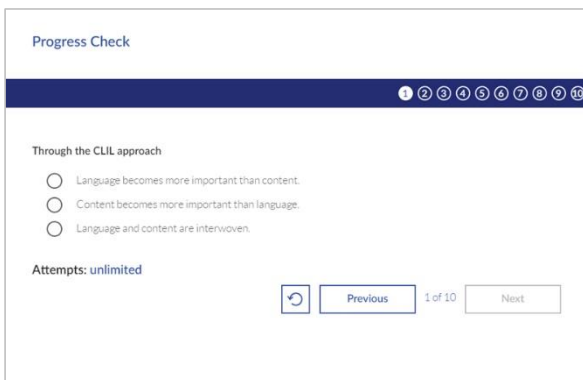 Progress Check
1 2 3 4 5 6 7 8 9 10
Through the CLIL approach
Language becomes more important than content.
Content becomes more important than language.
Language and content are interwoven.
Attempts: unlimited
Previous 1 of 10 Next